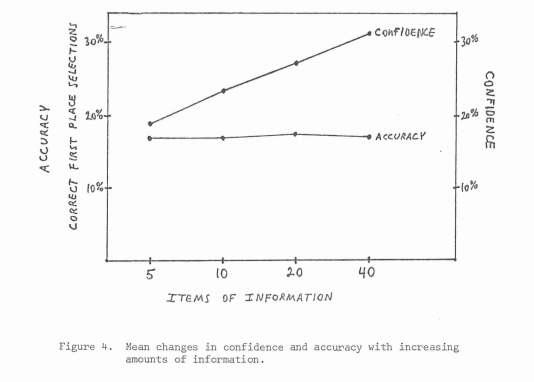 ACCURACY
CORRECT FIRST PLACE SELECTIONS
30%
20%
10%
CONFIDENCE
ACCURACY
30%
20%
10%
CONFIDENCE
5 10 20 40
ITEMS OF INFORMATION
Figure 4. Mean changes in confidence and accuracy with increasing
amounts of information.